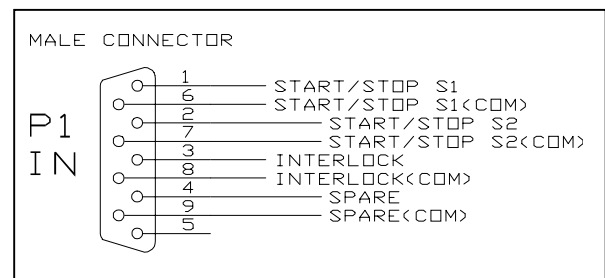 MALE CONNECTOR
P1
IN
1 START/STOP S1
6 START/STOP S1(COM)
2 START/STOP S2
7 START/STOP S2(COM)
3 INTERLOCK
8 INTERLOCK(COM)
4 SPARE
9 SPARE(COM)
5